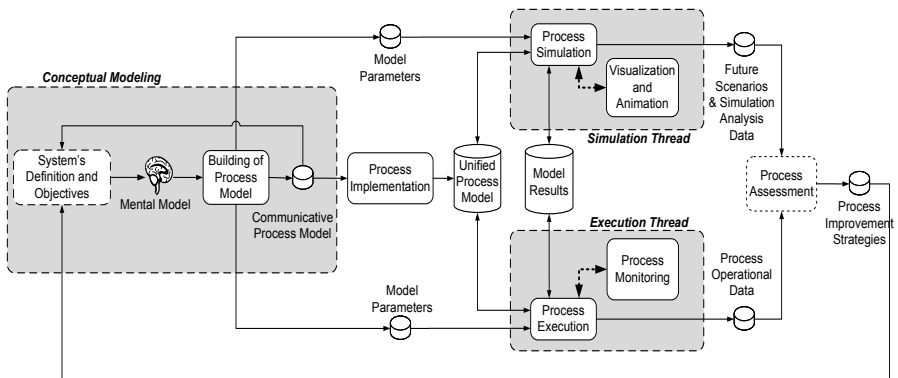 Conceptual Modeling
System's
Definition and
Objectives
Mental Model
Building of
Process
Model
Communicative
Process Model
Model
Parameters
Model
Parameters
Process
Implementation
Unified
Process
Model
Model
Results
Process
Simulation
Visualization
and
Animation
Simulation Thread
Execution Thread
Process
Monitoring
Process
Execution
Future
Scenarios
& Simulation
Analysis
Data
Process
Operational
Data
Process
Assessment
Process
Improvement
Strategies